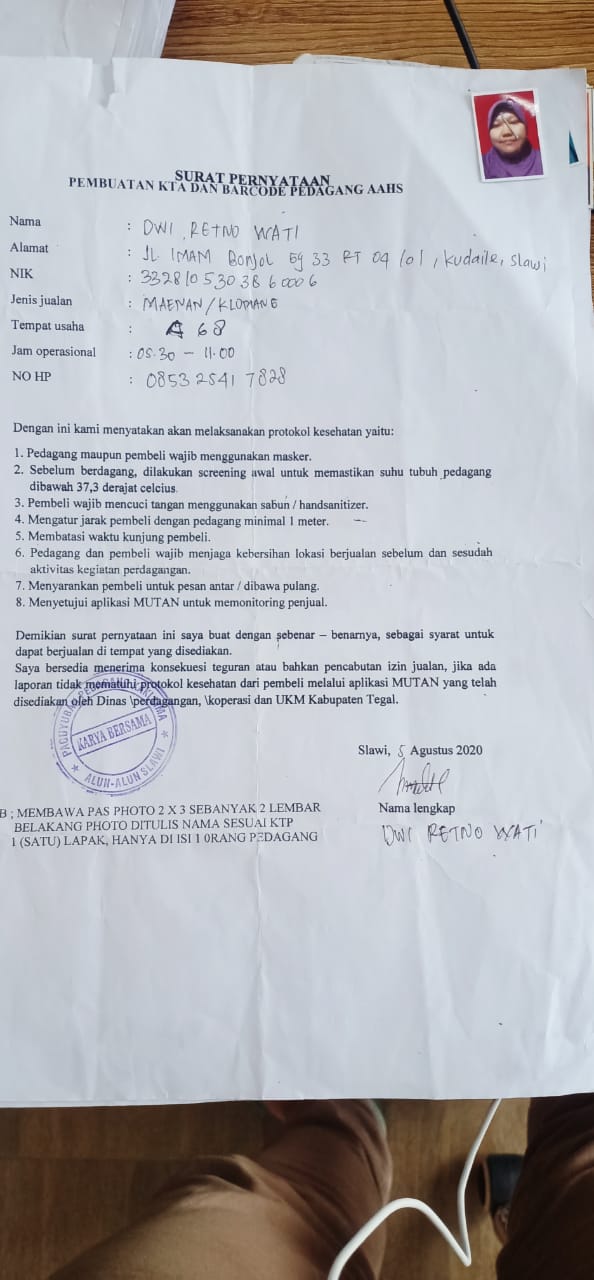 SURAT PERNYATAAN
PEMBUATAN KTA DAN BARCODE PEDAGANG AAHS
Nama : DWI RETNO WATI
Alamat : JL. IMAM Bonjol gg 33 RT 04 / 01, kudaile, slawi
NIK : 3328105303860006
Jenis jualan : MAENAN / KLOMANG
Tempat usaha : A 68
Jam operasional : 05.30 - 11.00
NO HP : 0853 2541 7828
Dengan ini kami menyatakan akan melaksanakan protokol kesehatan yaitu:
1. Pedagang maupun pembeli wajib menggunakan masker.
2. Sebelum berdagang, dilakukan screening awal untuk memastikan suhu tubuh pedagang
dibawah 37,3 derajat celcius.
3. Pembeli wajib mencuci tangan menggunakan sabun / handsanitizer.
4. Mengatur jarak pembeli dengan pedagang minimal 1 meter.
5. Membatasi waktu kunjung pembeli.
6. Pedagang dan pembeli wajib menjaga kebersihan lokasi berjualan sebelum dan sesudah
aktivitas kegiatan perdagangan.
7. Menyarankan pembeli untuk pesan antar / dibawa pulang.
8. Menyetujui aplikasi MUTAN untuk memonitoring penjual.
Demikian surat pernyataan ini saya buat dengan sebenar – benarnya, sebagai syarat untuk
dapat berjualan di tempat yang disediakan.
Saya bersedia menerima konsekuesi teguran atau bahkan pencabutan izin jualan, jika ada
laporan tidak mematuhi protokol kesehatan dari pembeli melalui aplikasi MUTAN yang telah
disediakan oleh Dinas \perdagangan, \koperasi dan UKM Kabupaten Tegal.
PAGUYUBAN PEDAGANG KAKI LIMA
KARYA BERSAMA
ALUN-ALUN SLAWI
Slawi, 5 Agustus 2020
Nama lengkap
DWI RETNO WATI
B ; MEMBAWA PAS PHOTO 2 X 3 SEBANYAK 2 LEMBAR
BELAKANG PHOTO DITULIS NAMA SESUAI KTP
1 (SATU) LAPAK, HANYA DI ISI 1 0RANG PEDAGANG